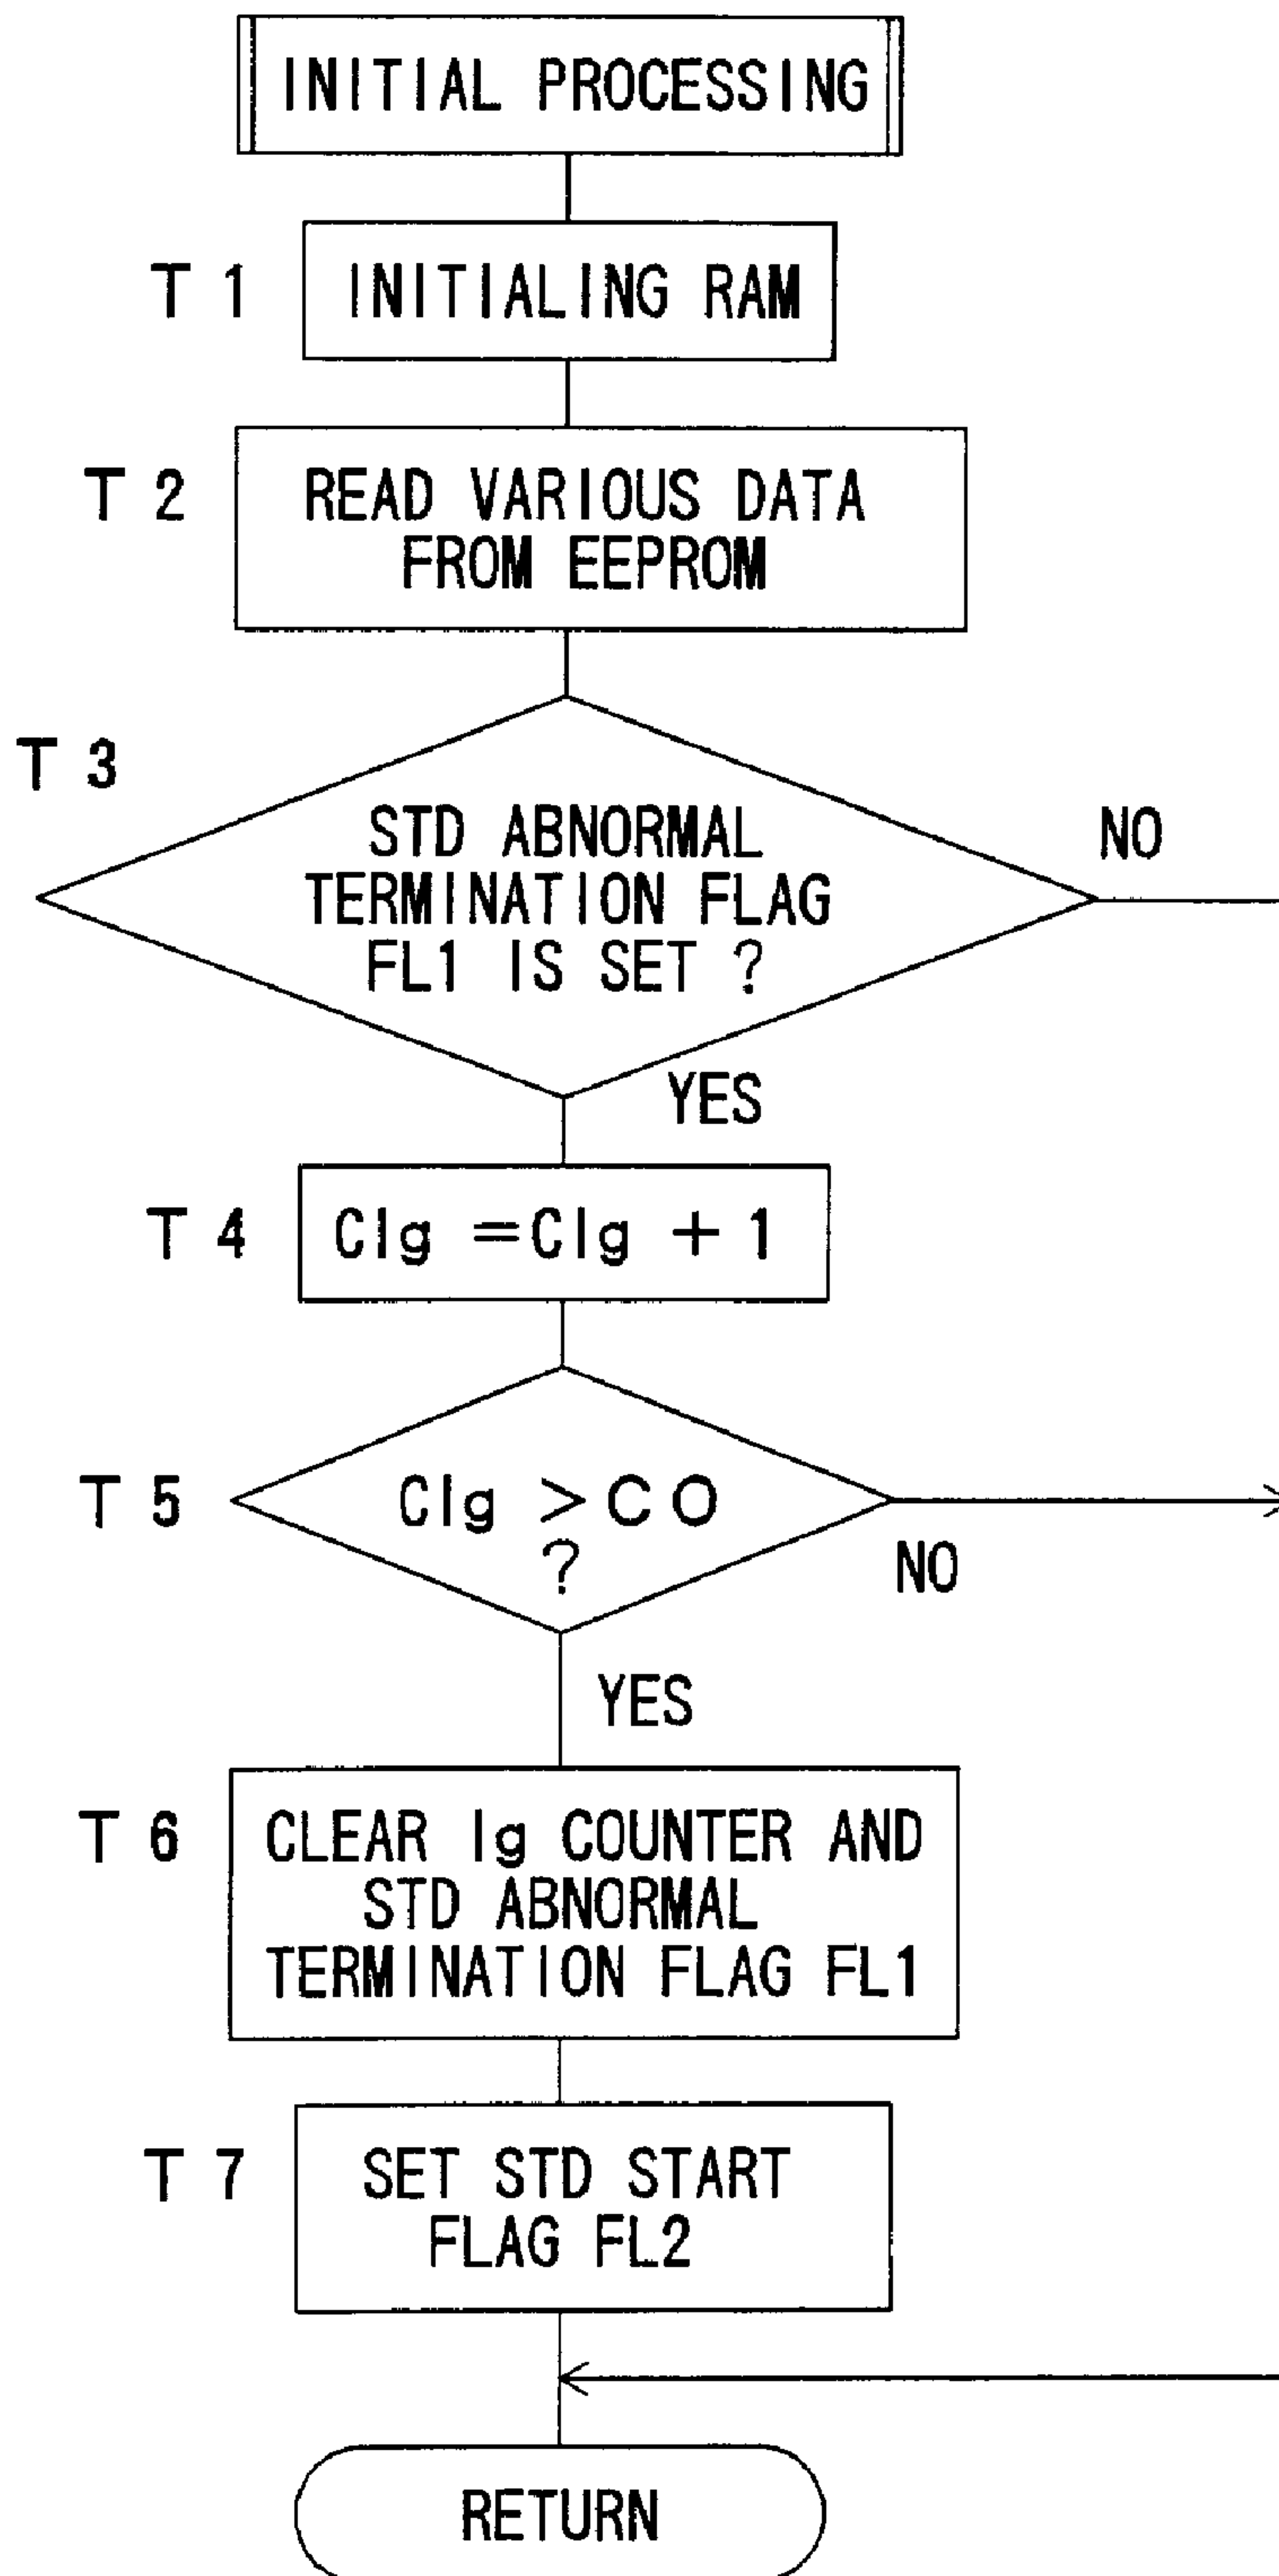 INITIAL PROCESSING
T 1
INITIALING RAM
T 2
READ VARIOUS DATA
FROM EEPROM
T 3
STD ABNORMAL
TERMINATION FLAG
FL1 IS SET ?
NO
YES
T 4
CIg =CIg + 1
T 5
CIg > C O
?
NO
YES
T 6
CLEAR Ig COUNTER AND
STD ABNORMAL
TERMINATION FLAG FL1
T 7
SET STD START
FLAG FL2
RETURN